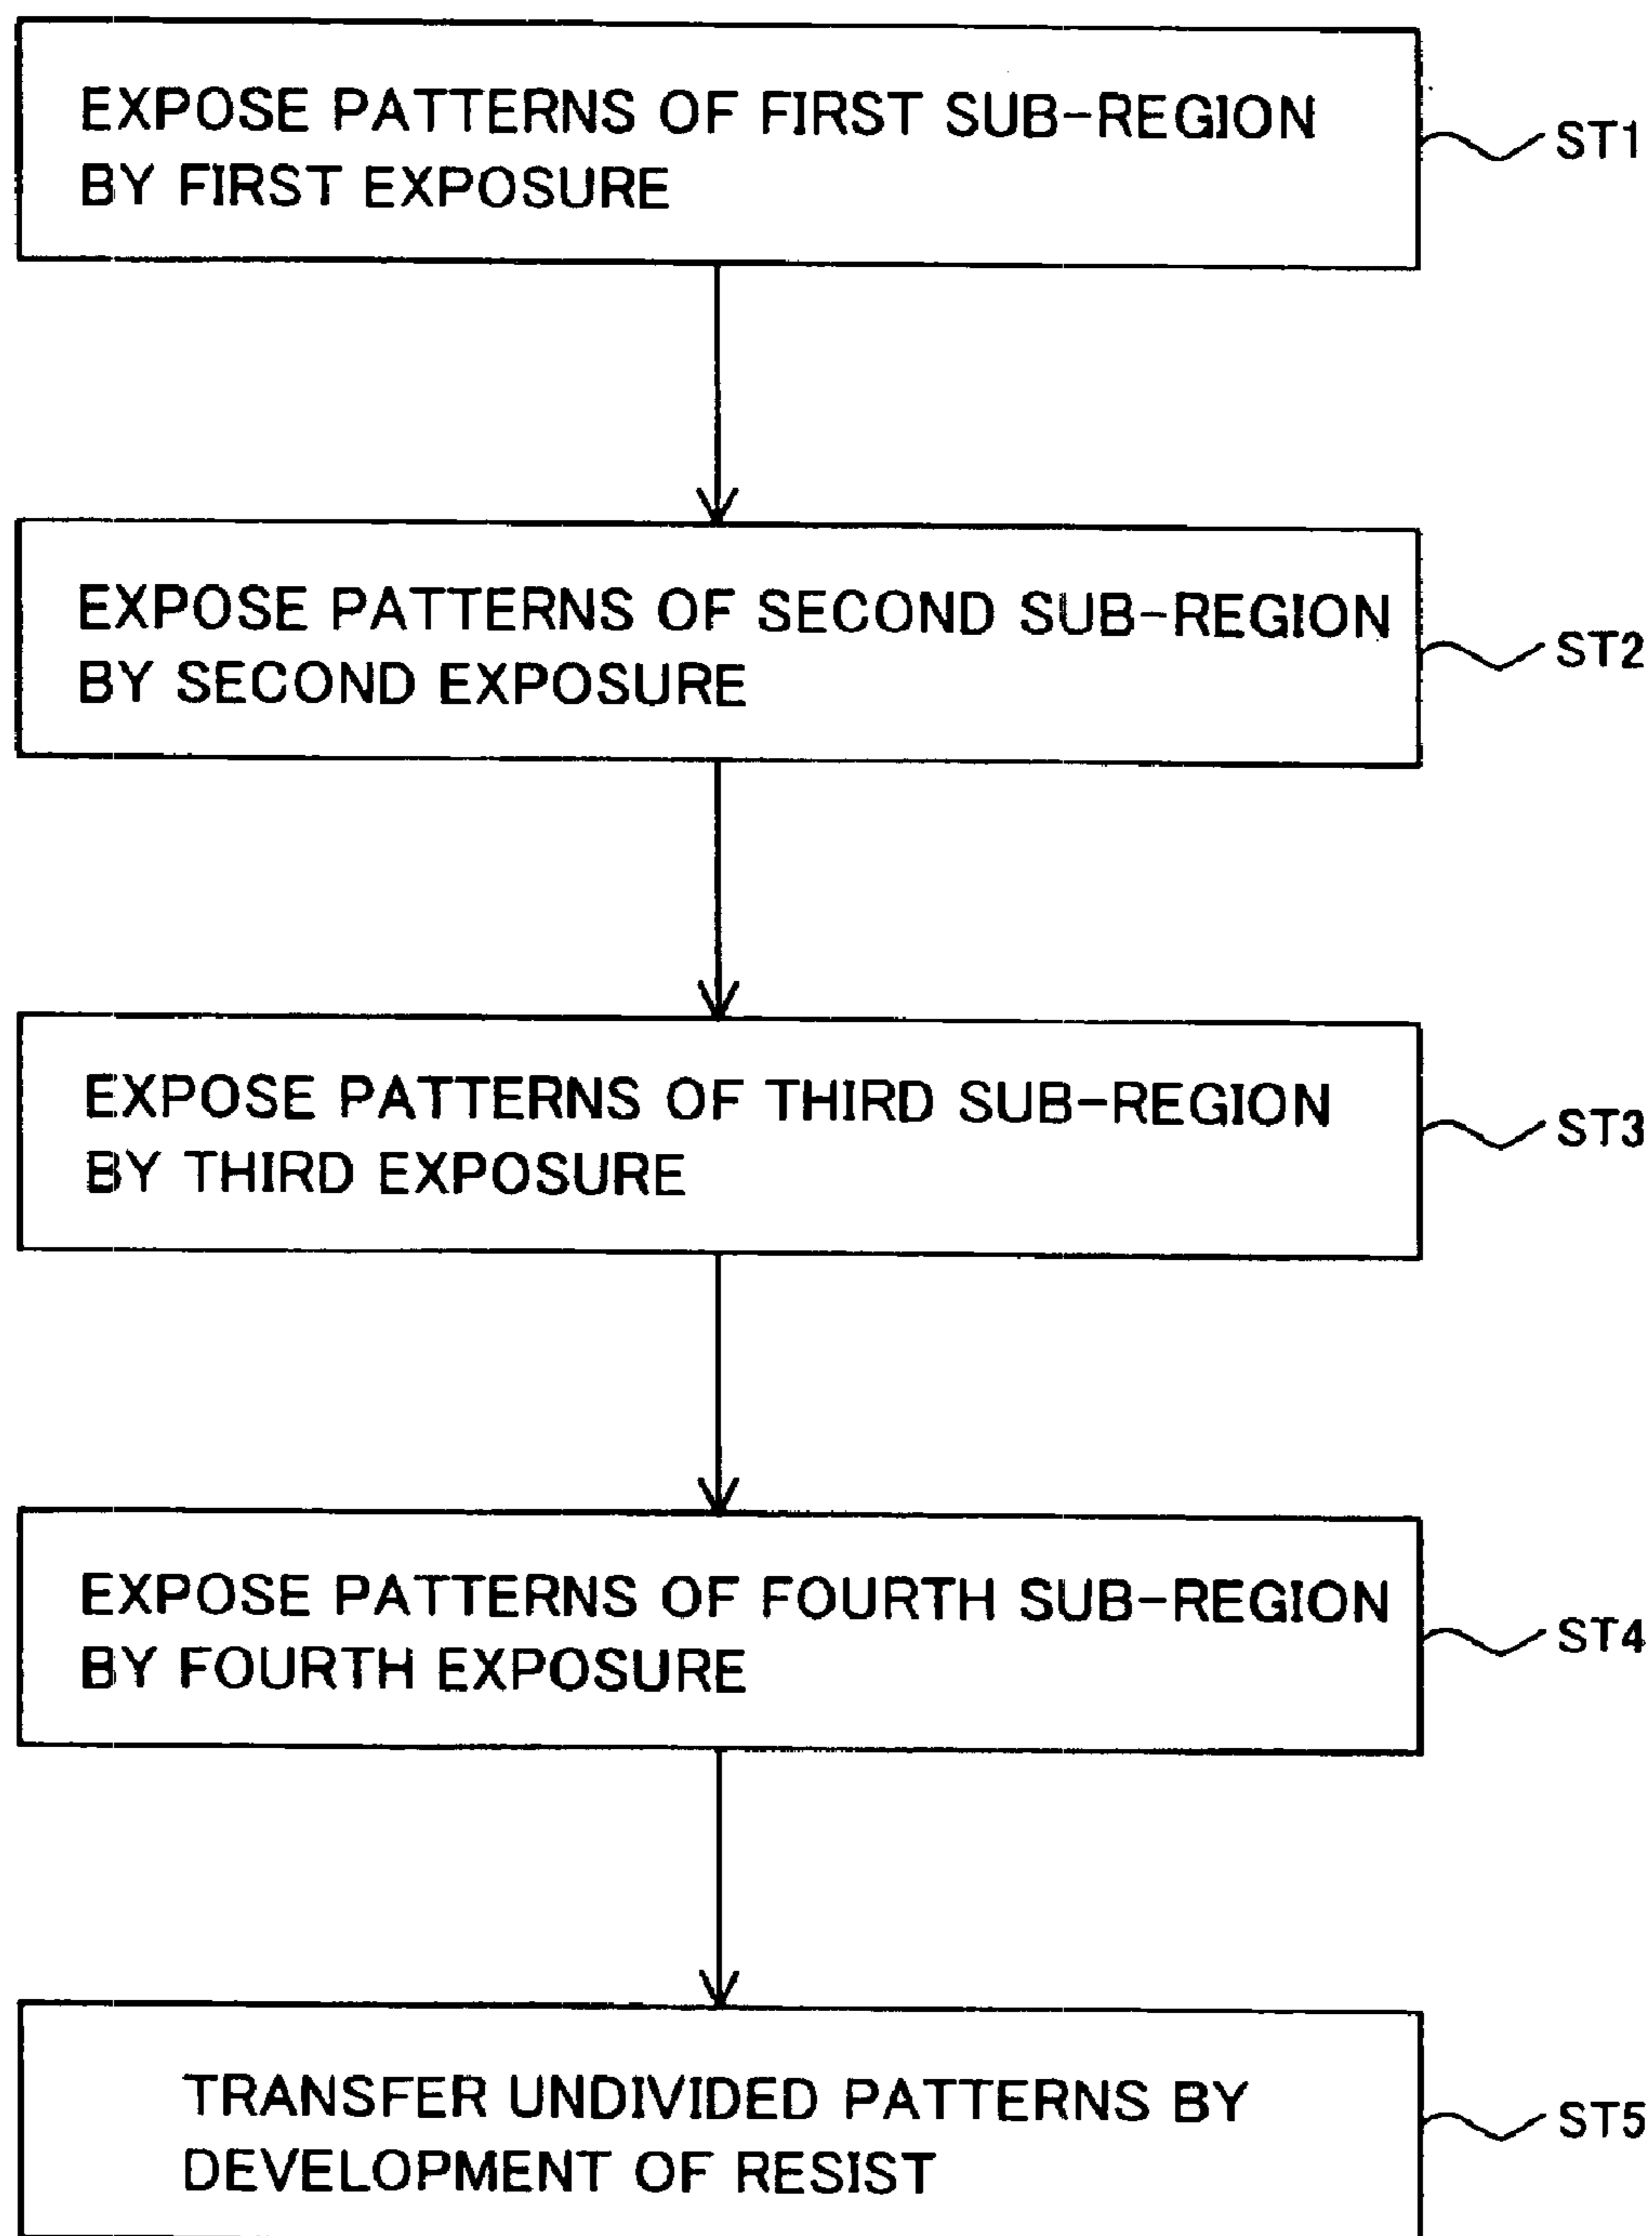 EXPOSE PATTERNS OF FIRST SUB-REGION
BY FIRST EXPOSURE
ST1
EXPOSE PATTERNS OF SECOND SUB-REGION
BY SECOND EXPOSURE
ST2
EXPOSE PATTERNS OF THIRD SUB-REGION
BY THIRD EXPOSURE
ST3
EXPOSE PATTERNS OF FOURTH SUB-REGION
BY FOURTH EXPOSURE
ST4
TRANSFER UNDIVIDED PATTERNS BY
DEVELOPMENT OF RESIST
ST5